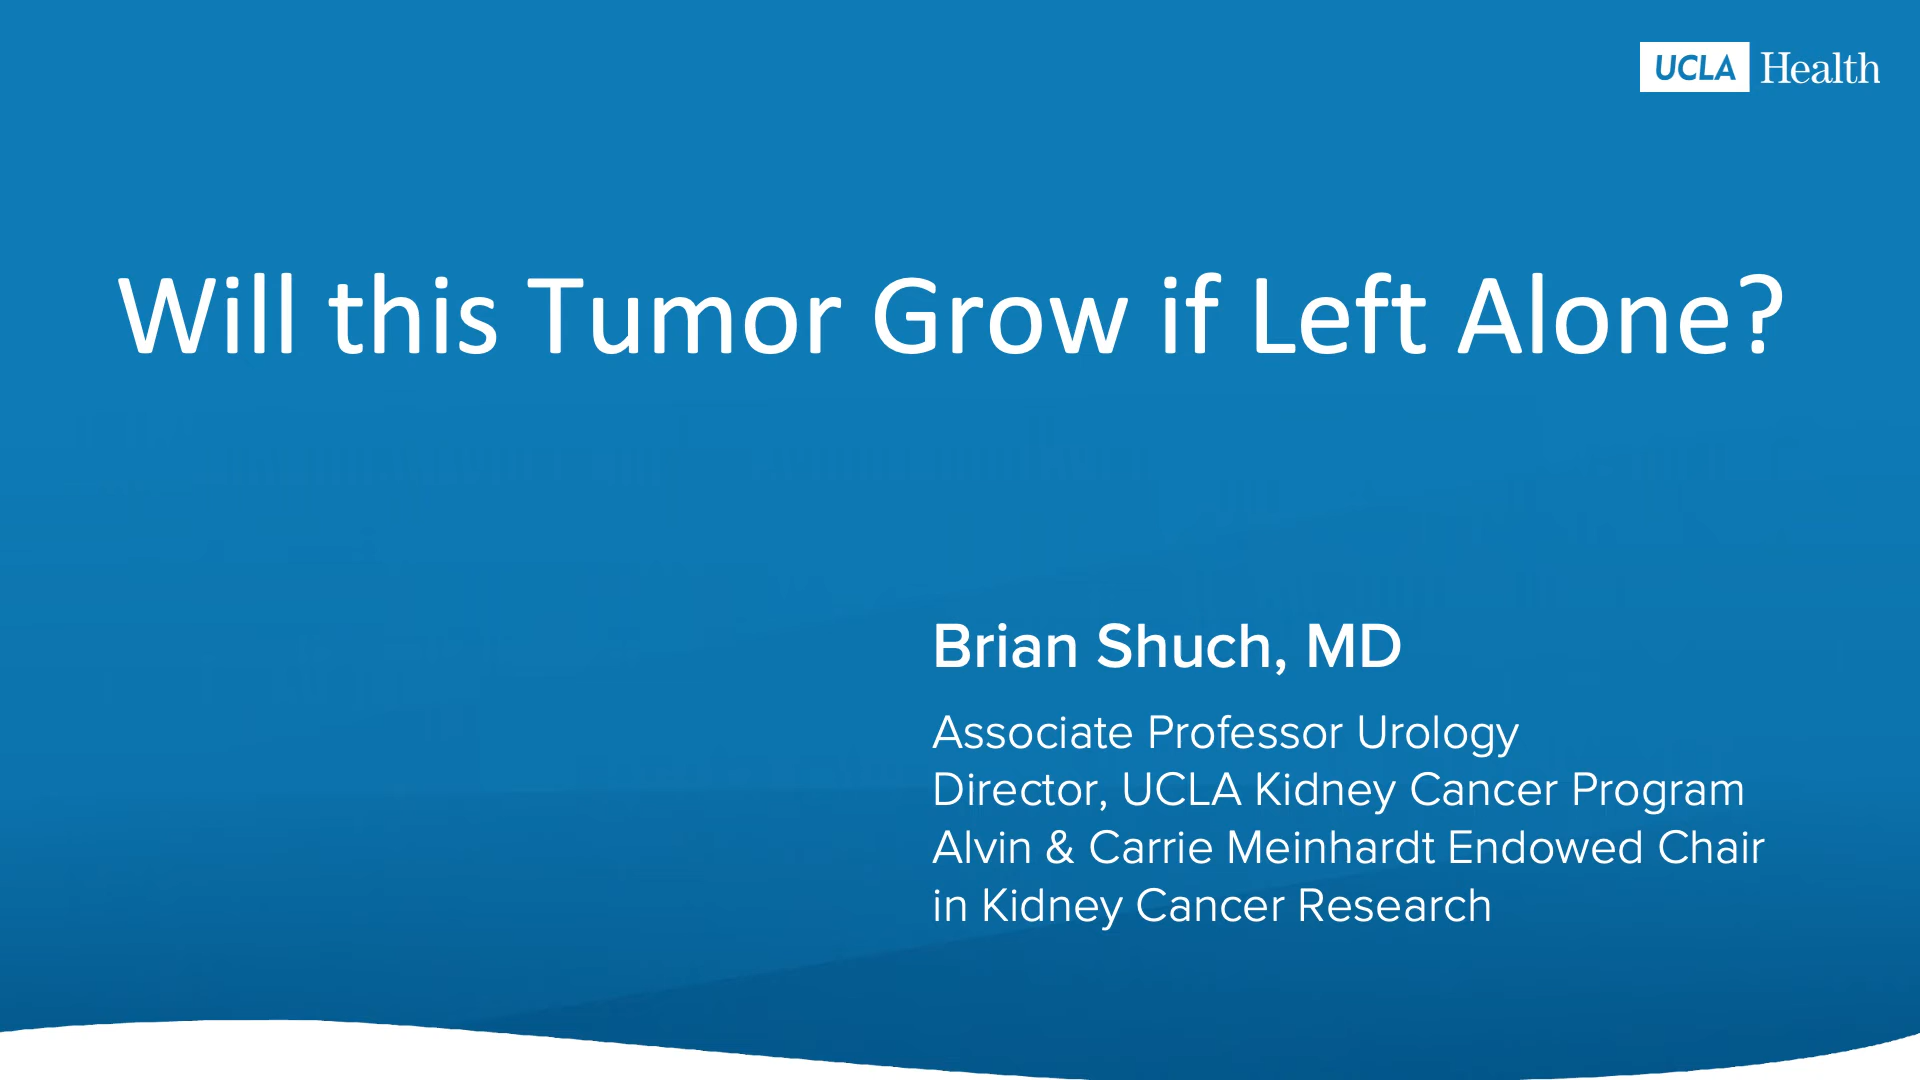 UCLA Health
Will this Tumor Grow if Left Alone?
Brian Shuch, MD
Associate Professor Urology
Director, UCLA Kidney Cancer Program
Alvin & Carrie Meinhardt Endowed Chair
in Kidney Cancer Research